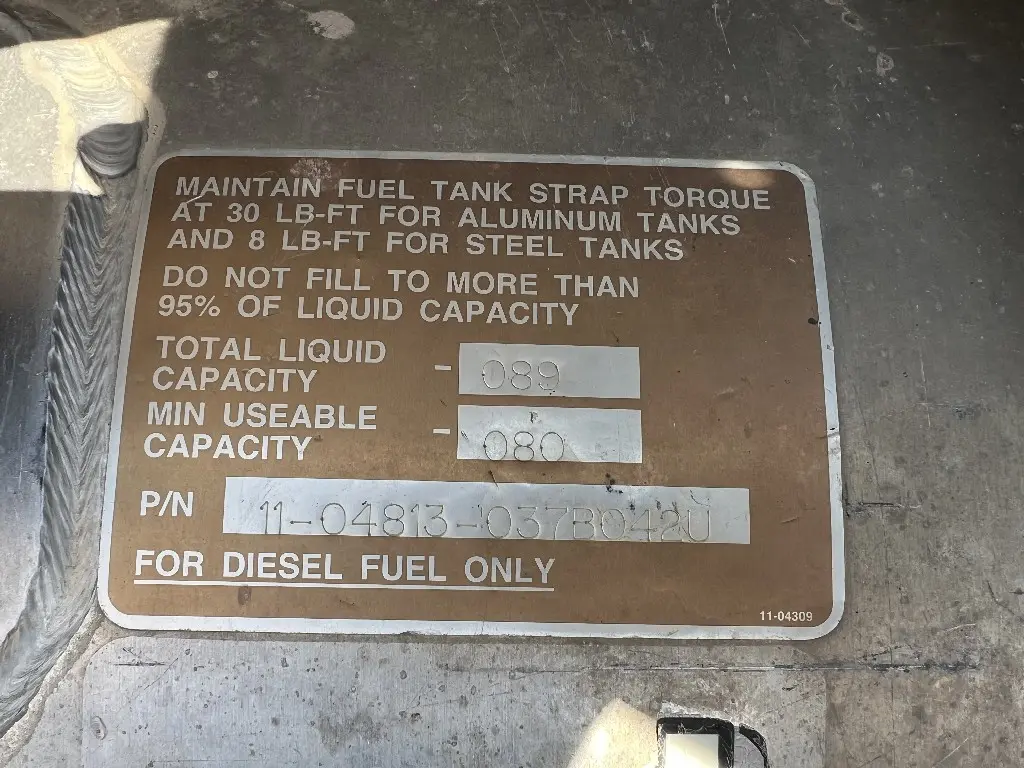 MAINTAIN FUEL TANK STRAP TORQUE
AT 30 LB-FT FOR ALUMINUM TANKS
AND 8 LB-FT FOR STEEL TANKS
DO NOT FILL TO MORE THAN
95% OF LIQUID CAPACITY
TOTAL LIQUID
CAPACITY - 089
MIN USEABLE
CAPACITY - 080
P/N 11-04813-037B042U
FOR DIESEL FUEL ONLY
11-04309